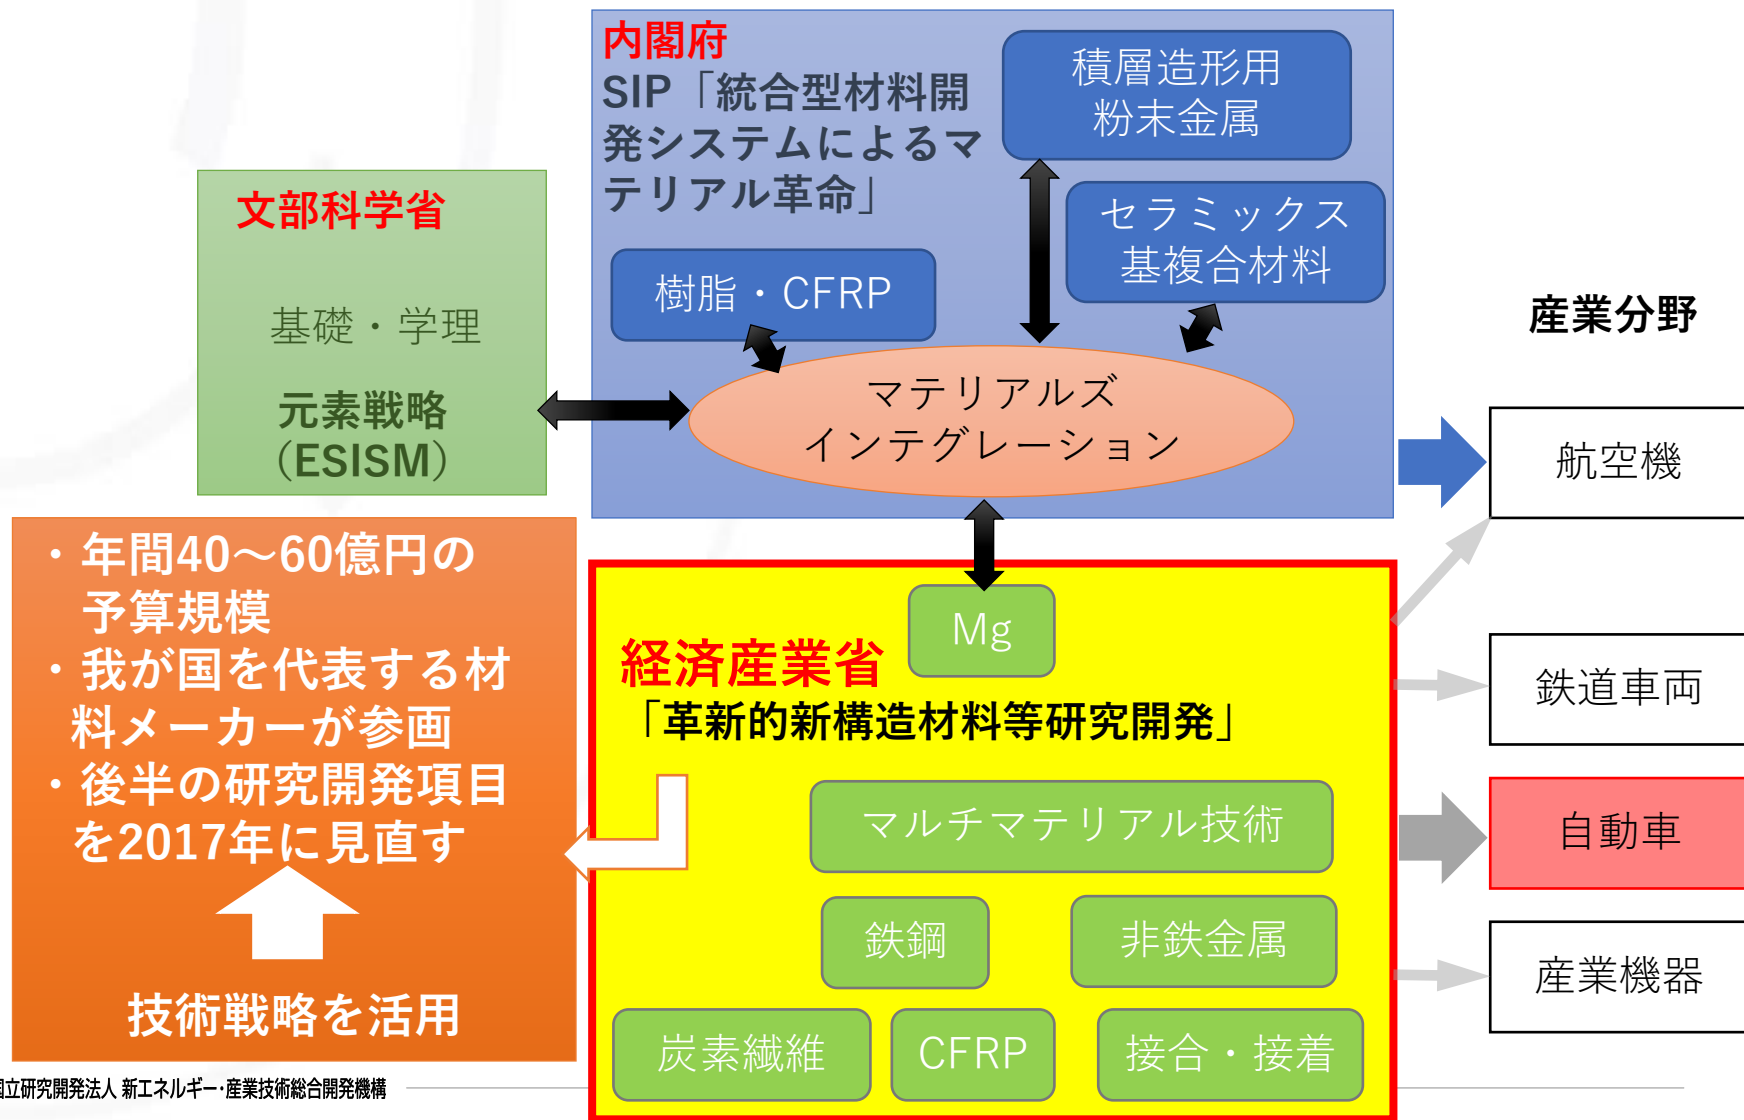 内閣府
SIP「統合型材料開
発システムによるマ
テリアル革命」
積層造形用
粉末金属
セラミックス
基複合材料
樹脂・CFRP
マテリアルズ
インテグレーション
文部科学省
基礎・学理
元素戦略
（ESISM）
産業分野
航空機
鉄道車両
自動車
産業機器
・年間40～60億円の
予算規模
・我が国を代表する材
料メーカーが参画
・後半の研究開発項目
を2017年に見直す
技術戦略を活用
Mg
経済産業省
「革新的新構造材料等研究開発」
マルチマテリアル技術
鉄鋼
非鉄金属
炭素繊維
CFRP
接合・接着
国立研究開発法人 新エネルギー・産業技術総合開発機構